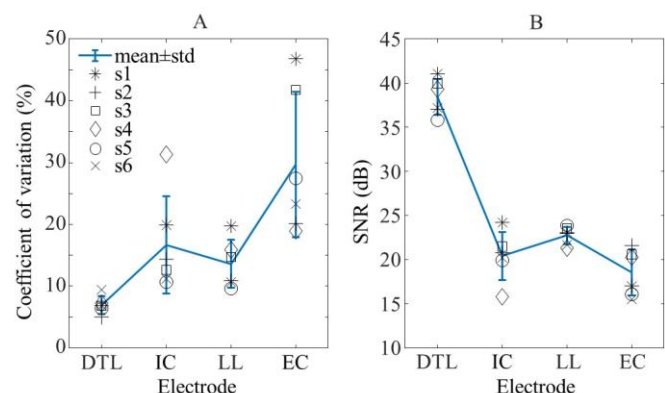 A
Coefficient of variation (%)
50
40
30
20
10
0
mean±std
s1
s2
s3
s4
s5
s6
DTL IC LL EC
Electrode
B
SNR (dB)
45
40
35
30
25
20
15
10
DTL IC LL EC
Electrode